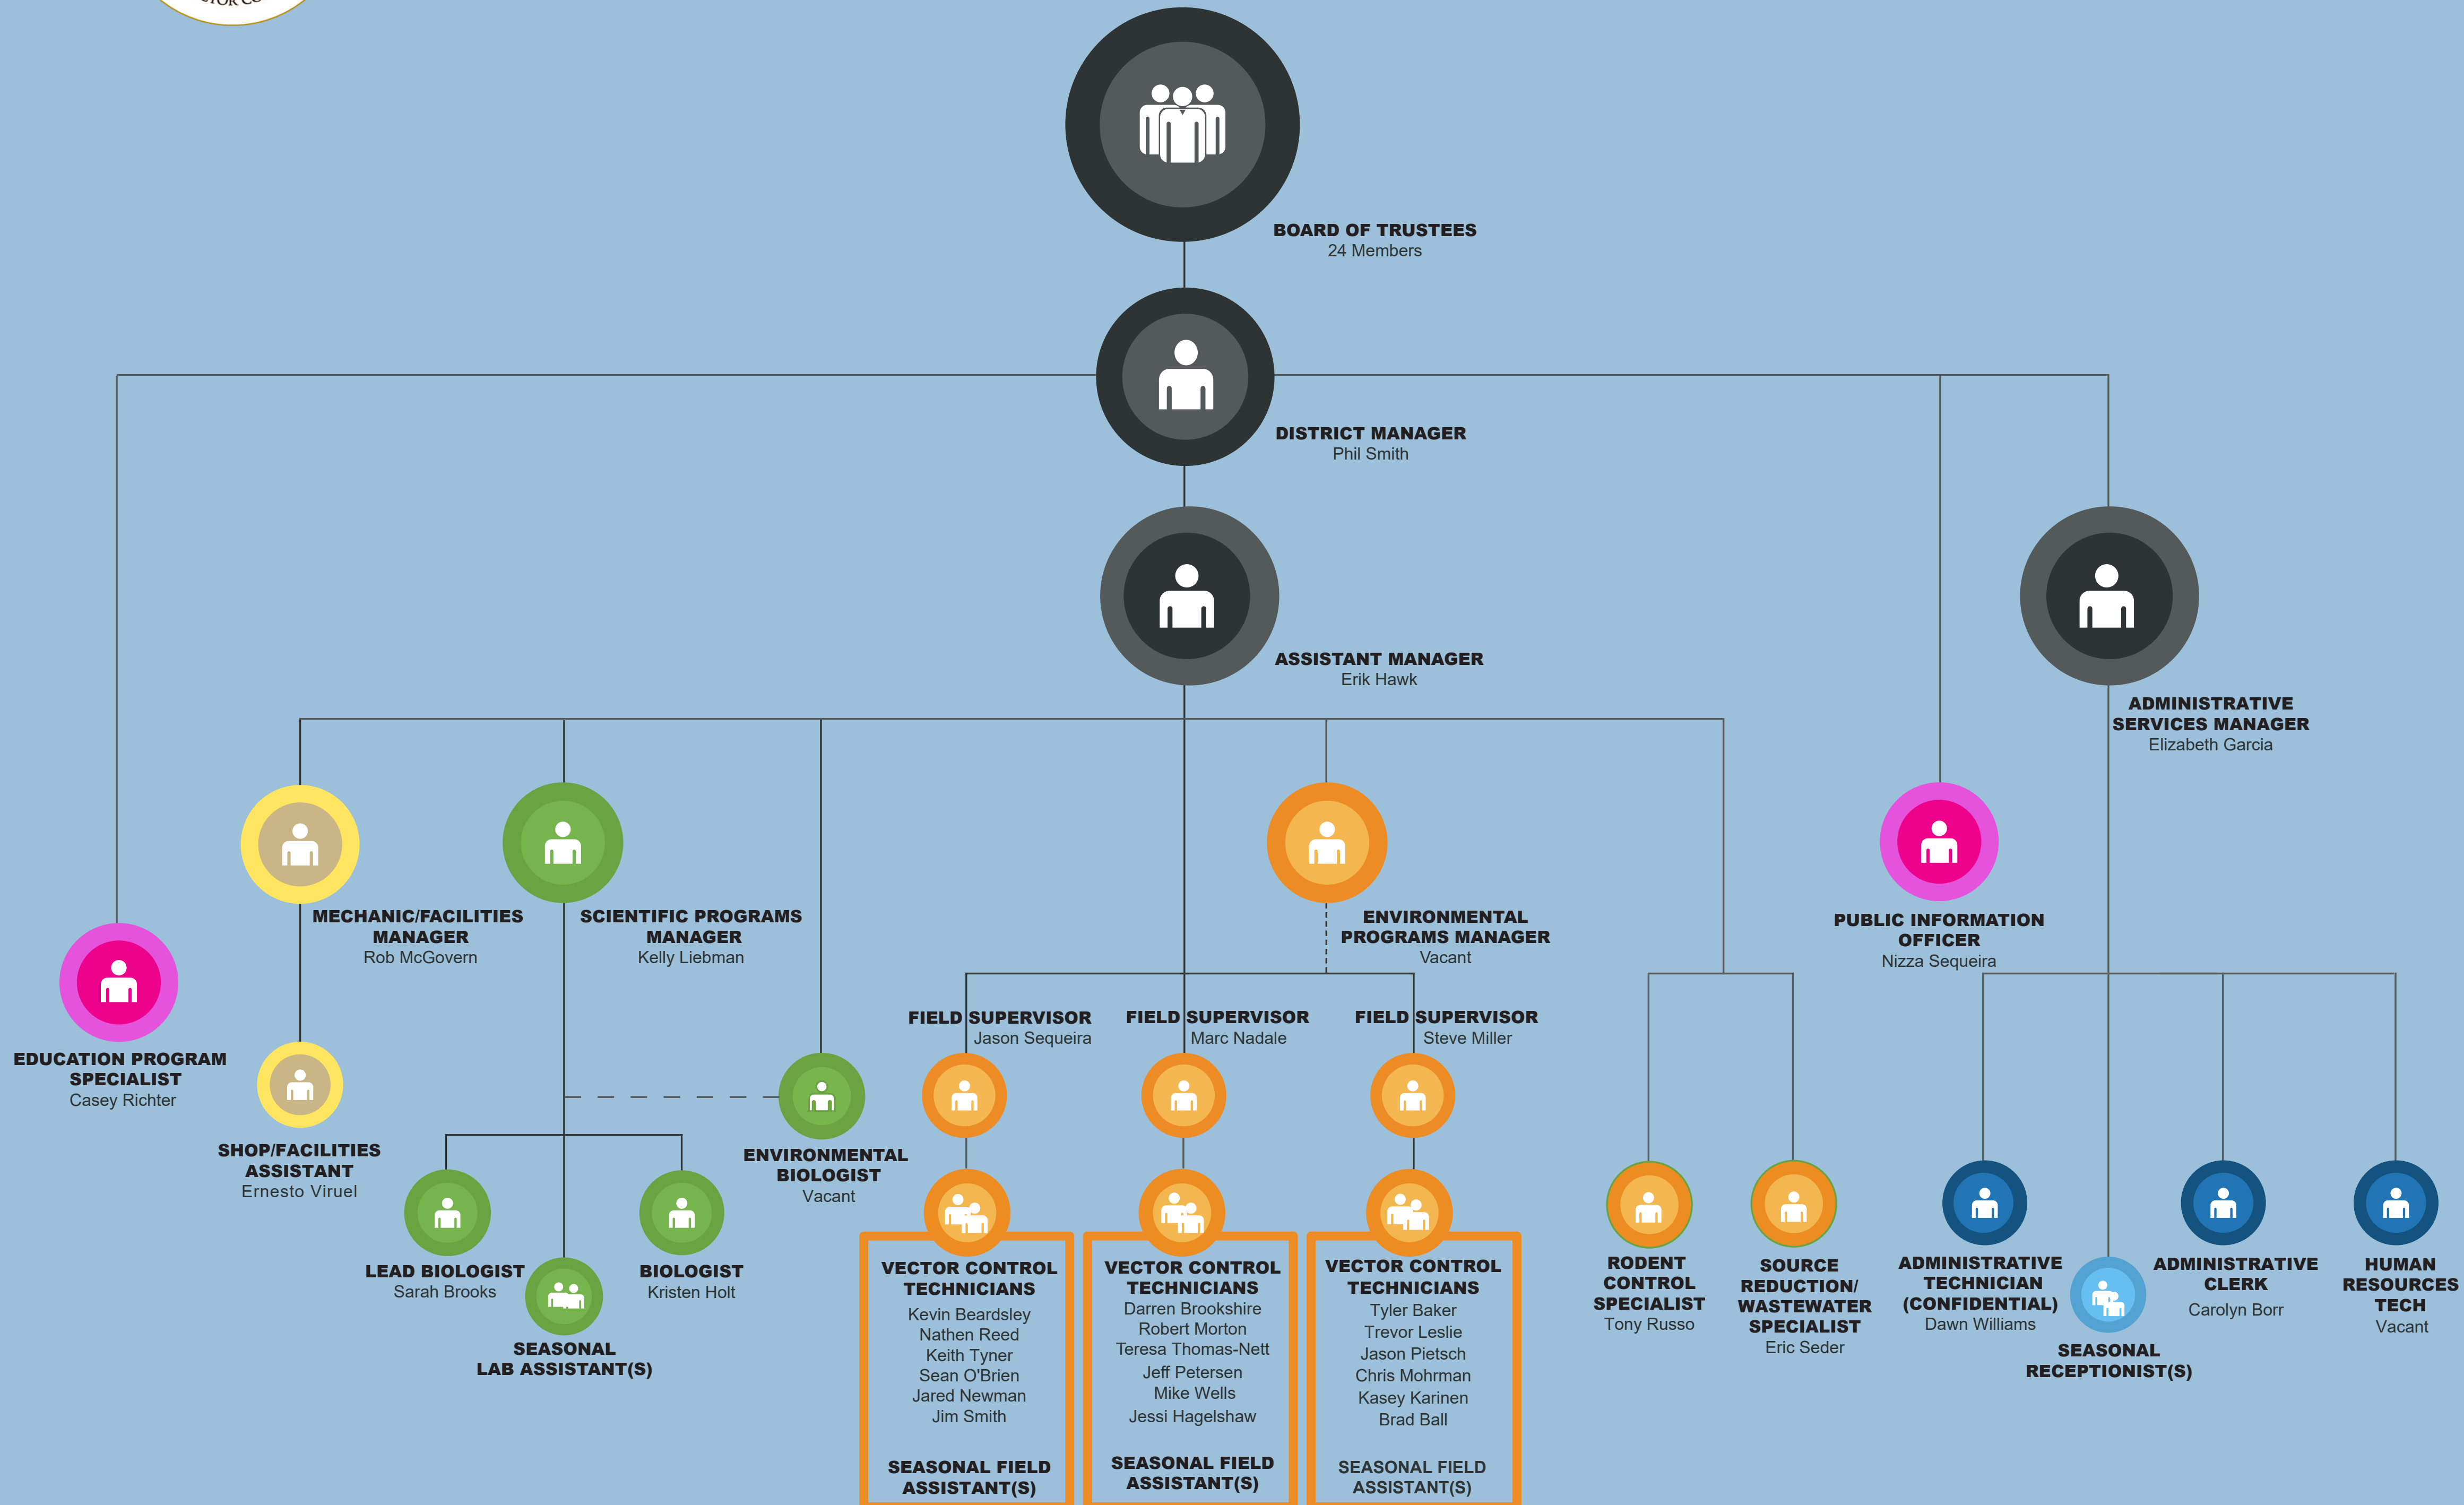 BOARD OF TRUSTEES
24 Members
DISTRICT MANAGER
Phil Smith
ASSISTANT MANAGER
Erik Hawk
ADMINISTRATIVE
SERVICES MANAGER
Elizabeth Garcia
MECHANIC/FACILITIES
MANAGER
Rob McGovern
SCIENTIFIC PROGRAMS
MANAGER
Kelly Liebman
ENVIRONMENTAL
PROGRAMS MANAGER
Vacant
PUBLIC INFORMATION
OFFICER
Nizza Sequeira
EDUCATION PROGRAM
SPECIALIST
Casey Richter
FIELD SUPERVISOR
Jason Sequeira
FIELD SUPERVISOR
Marc Nadale
FIELD SUPERVISOR
Steve Miller
SHOP/FACILITIES
ASSISTANT
Ernesto Viruel
ENVIRONMENTAL
BIOLOGIST
Vacant
LEAD BIOLOGIST
Sarah Brooks
SEASONAL
LAB ASSISTANT(S)
BIOLOGIST
Kristen Holt
VECTOR CONTROL
TECHNICIANS
Kevin Beardsley
Nathen Reed
Keith Tyner
Sean O'Brien
Jared Newman
Jim Smith
SEASONAL FIELD
ASSISTANT(S)
VECTOR CONTROL
TECHNICIANS
Darren Brookshire
Robert Morton
Teresa Thomas-Nett
Jeff Petersen
Mike Wells
Jessi Hagelshaw
SEASONAL FIELD
ASSISTANT(S)
VECTOR CONTROL
TECHNICIANS
Tyler Baker
Trevor Leslie
Jason Pietsch
Chris Mohrman
Kasey Karinen
Brad Ball
SEASONAL FIELD
ASSISTANT(S)
RODENT
CONTROL
SPECIALIST
Tony Russo
SOURCE
REDUCTION/
WASTEWATER
SPECIALIST
Eric Seder
ADMINISTRATIVE
TECHNICIAN
(CONFIDENTIAL)
Dawn Williams
SEASONAL
RECEPTIONIST(S)
ADMINISTRATIVE
CLERK
Carolyn Borr
HUMAN
RESOURCES
TECH
Vacant